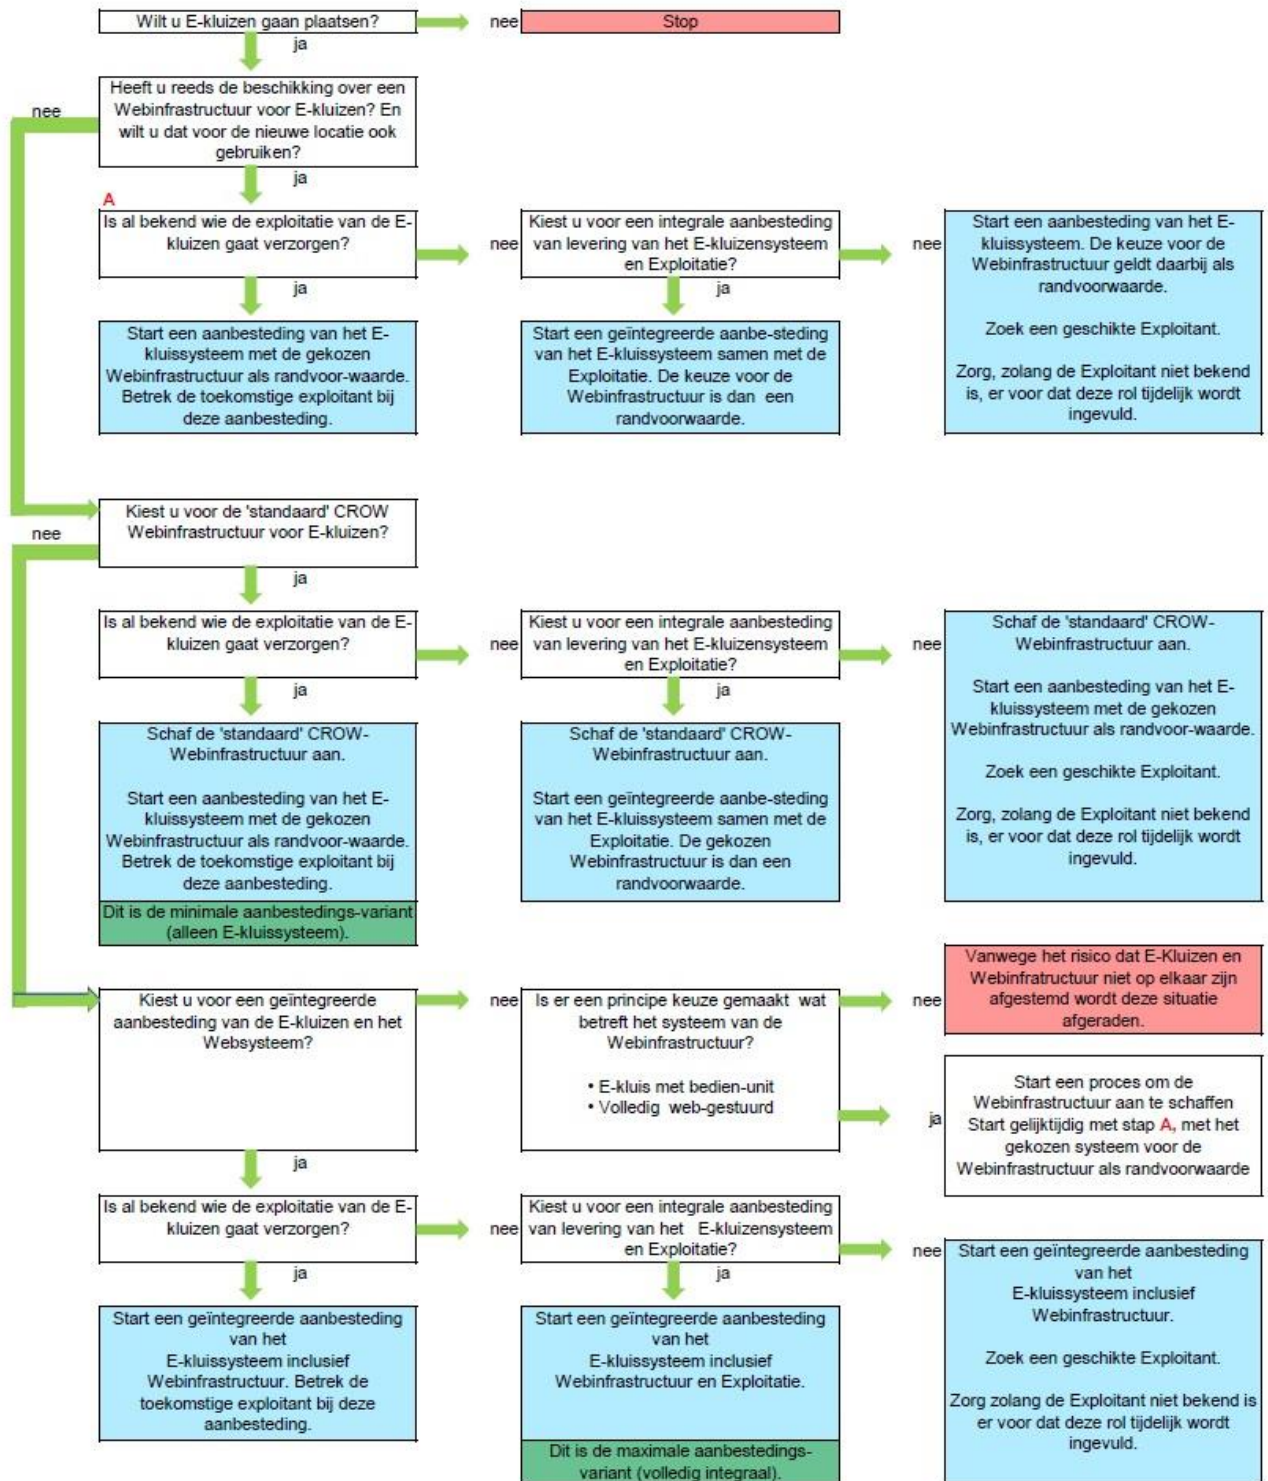 Wilt u E-kluizen gaan plaatsen?
nee
Stop
ja
Heeft u reeds de beschikking over een
Webinfrastructuur voor E-kluizen? En
wilt u dat voor de nieuwe locatie ook
gebruiken?
nee
ja
A
Is al bekend wie de exploitatie van de E-
kluizen gaat verzorgen?
nee
Kiest u voor een integrale aanbesteding
van levering van het E-kluizensysteem
en Exploitatie?
nee
Start een aanbesteding van het E-
kluissysteem. De keuze voor de
Webinfrastructuur geldt daarbij als
randvoorwaarde.
Zoek een geschikte Exploitant.
Zorg, zolang de Exploitant niet bekend
is, er voor dat deze rol tijdelijk wordt
ingevuld.
ja
ja
Start een aanbesteding van het E-
kluissysteem met de gekozen
Webinfrastructuur als randvoor-waarde.
Betrek de toekomstige exploitant bij
deze aanbesteding.
Start een geïntegreerde aanbe-steding
van het E-kluissysteem samen met de
Exploitatie. De keuze voor de
Webinfrastructuur is dan een
randvoorwaarde.
Kiest u voor de 'standaard' CROW
Webinfrastructuur voor E-kluizen?
nee
ja
Is al bekend wie de exploitatie van de E-
kluizen gaat verzorgen?
nee
Kiest u voor een integrale aanbesteding
van levering van het E-kluizensysteem
en Exploitatie?
nee
Schaf de 'standaard' CROW-
Webinfrastructuur aan.
Start een aanbesteding van het E-
kluissysteem met de gekozen
Webinfrastructuur als randvoor-waarde.
Zoek een geschikte Exploitant.
Zorg, zolang de Exploitant niet bekend
is, er voor dat deze rol tijdelijk wordt
ingevuld.
ja
ja
Schaf de 'standaard' CROW-
Webinfrastructuur aan.
Start een aanbesteding van het E-
kluissysteem met de gekozen
Webinfrastructuur als randvoor-waarde.
Betrek de toekomstige exploitant bij
deze aanbesteding.
Dit is de minimale aanbestedings-variant
(alleen E-kluissysteem).
Schaf de 'standaard' CROW-
Webinfrastructuur aan.
Start een geïntegreerde aanbe-steding
van het E-kluissysteem samen met de
Exploitatie. De gekozen
Webinfrastructuur is dan een
randvoorwaarde.
Kiest u voor een geïntegreerde
aanbesteding van de E-kluizen en het
Websysteem?
nee
Is er een principe keuze gemaakt wat
betreft het systeem van de
Webinfrastructuur?
• E-kluis met bedien-unit
• Volledig web-gestuurd
nee
Vanwege het risico dat E-Kluizen en
Webinfratructuur niet op elkaar zijn
afgestemd wordt deze situatie
afgeraden.
ja
Start een proces om de
Webinfrastructuur aan te schaffen
Start gelijktijdig met stap A, met het
gekozen systeem voor de
Webinfrastructuur als randvoorwaarde
ja
Is al bekend wie de exploitatie van de E-
kluizen gaat verzorgen?
nee
Kiest u voor een integrale aanbesteding
van levering van het E-kluizensysteem
en Exploitatie?
nee
Start een geïntegreerde aanbesteding
van het
E-kluissysteem inclusief
Webinfrastructuur.
Zoek een geschikte Exploitant.
Zorg zolang de Exploitant niet bekend is
er voor dat deze rol tijdelijk wordt
ingevuld.
ja
ja
Start een geïntegreerde aanbesteding
van het
E-kluissysteem inclusief
Webinfrastructuur. Betrek de
toekomstige exploitant bij deze
aanbesteding.
Start een geïntegreerde aanbesteding
van het
E-kluissysteem inclusief
Webinfrastructuur en Exploitatie.
Dit is de maximale aanbestedings-
variant (volledig integraal).